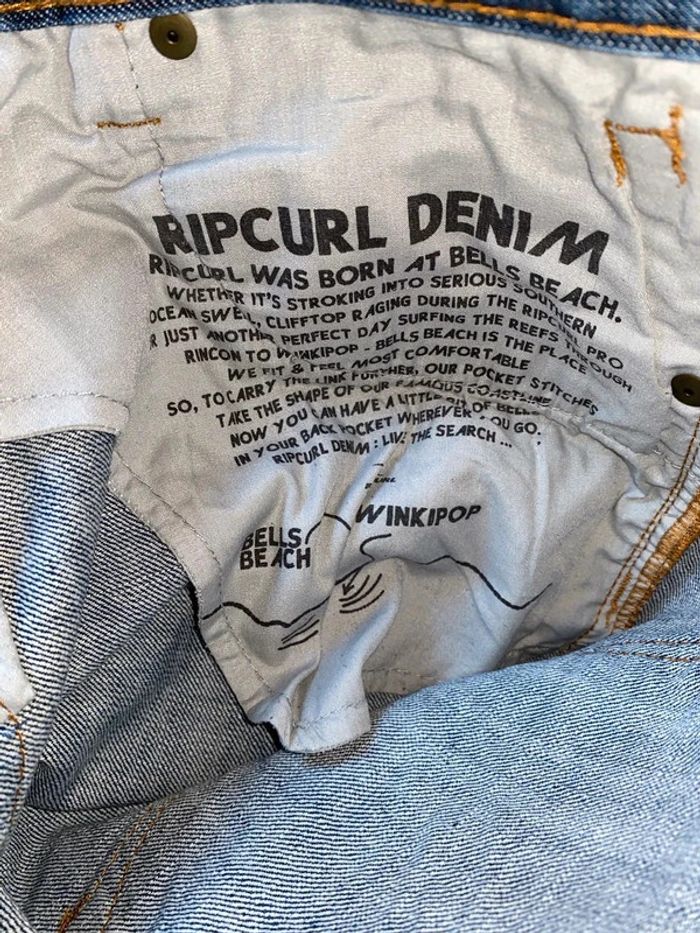 RIPCURL DENIM
RIPCURL WAS BORN AT BELLS BEACH.
WHETHER IT'S STROKING INTO SERIOUS SOUTHERN
OCEAN SWELL, CLIFFTOP RAGING DURING THE RIPCURL PRO
R JUST ANOTHER PERFECT DAY SURFING THE REEFS THROUGH
RINCON TO WINKIPOP - BELLS BEACH IS THE PLACE
WE FIT & FEEL MOST COMFORTABLE
SO, TO CARRY THE LINK FURTHER, OUR POCKET STITCHES
TAKE THE SHAPE OF OUR FAMOUS COASTLINE
NOW YOU CAN HAVE A LITTLE BIT OF BELLS
IN YOUR BACK POCKET WHEREVER YOU GO.
RIPCURL DENIM : LIVE THE SEARCH ...
WINKIPOP
BELLS
BEACH